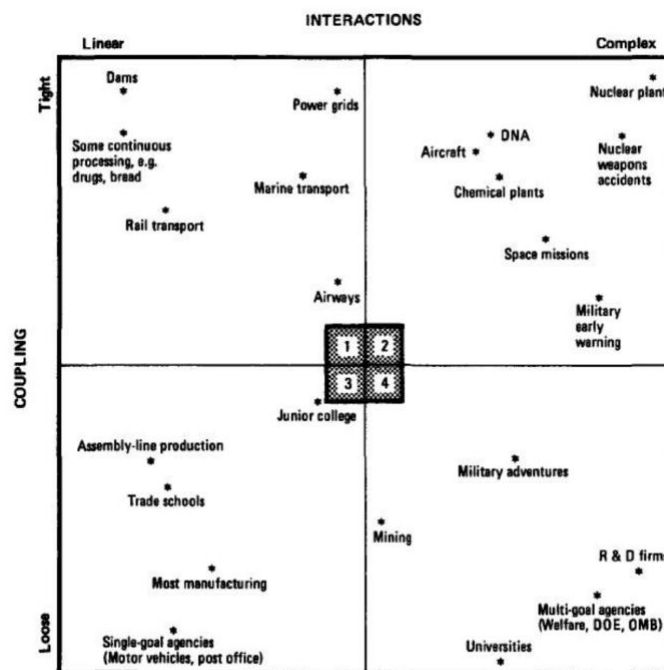 INTERACTIONS
Linear
Complex
COUPLING
Tight
Loose
Dams
Power grids
Some continuous
processing, e.g.
drugs, bread
Marine transport
Rail transport
Airways
Nuclear plant
DNA
Aircraft
Nuclear
weapons
accidents
Chemical plants
Space missions
Military
early
warning
1
2
3
4
Junior college
Assembly-line production
Trade schools
Most manufacturing
Single-goal agencies
(Motor vehicles, post office)
Military adventures
Mining
R & D firms
Multi-goal agencies
(Welfare, DOE, OMB)
Universities